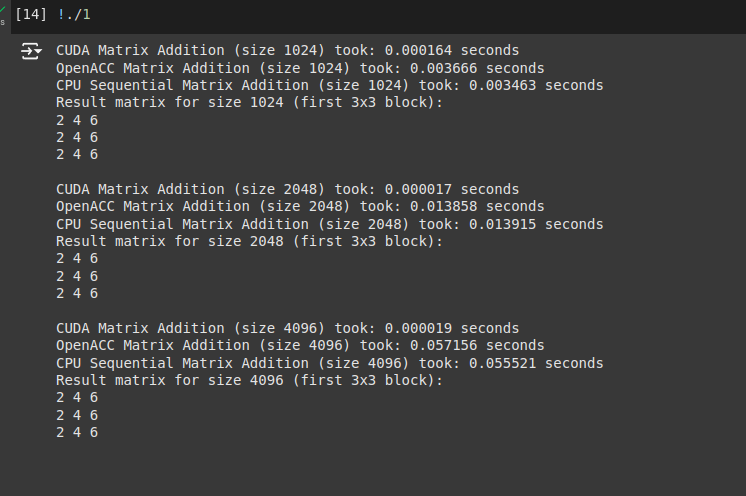 [14] !./1
s
CUDA Matrix Addition (size 1024) took: 0.000164 seconds
OpenACC Matrix Addition (size 1024) took: 0.003666 seconds
CPU Sequential Matrix Addition (size 1024) took: 0.003463 seconds
Result matrix for size 1024 (first 3x3 block):
2 4 6
2 4 6
2 4 6

CUDA Matrix Addition (size 2048) took: 0.000017 seconds
OpenACC Matrix Addition (size 2048) took: 0.013858 seconds
CPU Sequential Matrix Addition (size 2048) took: 0.013915 seconds
Result matrix for size 2048 (first 3x3 block):
2 4 6
2 4 6
2 4 6

CUDA Matrix Addition (size 4096) took: 0.000019 seconds
OpenACC Matrix Addition (size 4096) took: 0.057156 seconds
CPU Sequential Matrix Addition (size 4096) took: 0.055521 seconds
Result matrix for size 4096 (first 3x3 block):
2 4 6
2 4 6
2 4 6